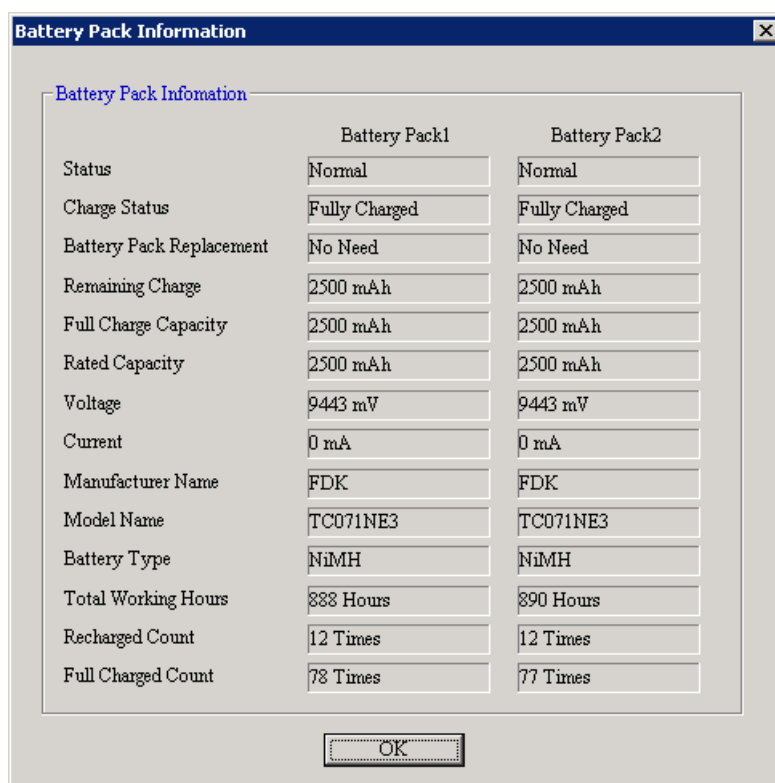 Battery Pack Information
Battery Pack Infomation
Battery Pack1 Battery Pack2
Status Normal Normal
Charge Status Fully Charged Fully Charged
Battery Pack Replacement No Need No Need
Remaining Charge 2500 mAh 2500 mAh
Full Charge Capacity 2500 mAh 2500 mAh
Rated Capacity 2500 mAh 2500 mAh
Voltage 9443 mV 9443 mV
Current 0 mA 0 mA
Manufacturer Name FDK FDK
Model Name TC071NE3 TC071NE3
Battery Type NiMH NiMH
Total Working Hours 888 Hours 890 Hours
Recharged Count 12 Times 12 Times
Full Charged Count 78 Times 77 Times
OK